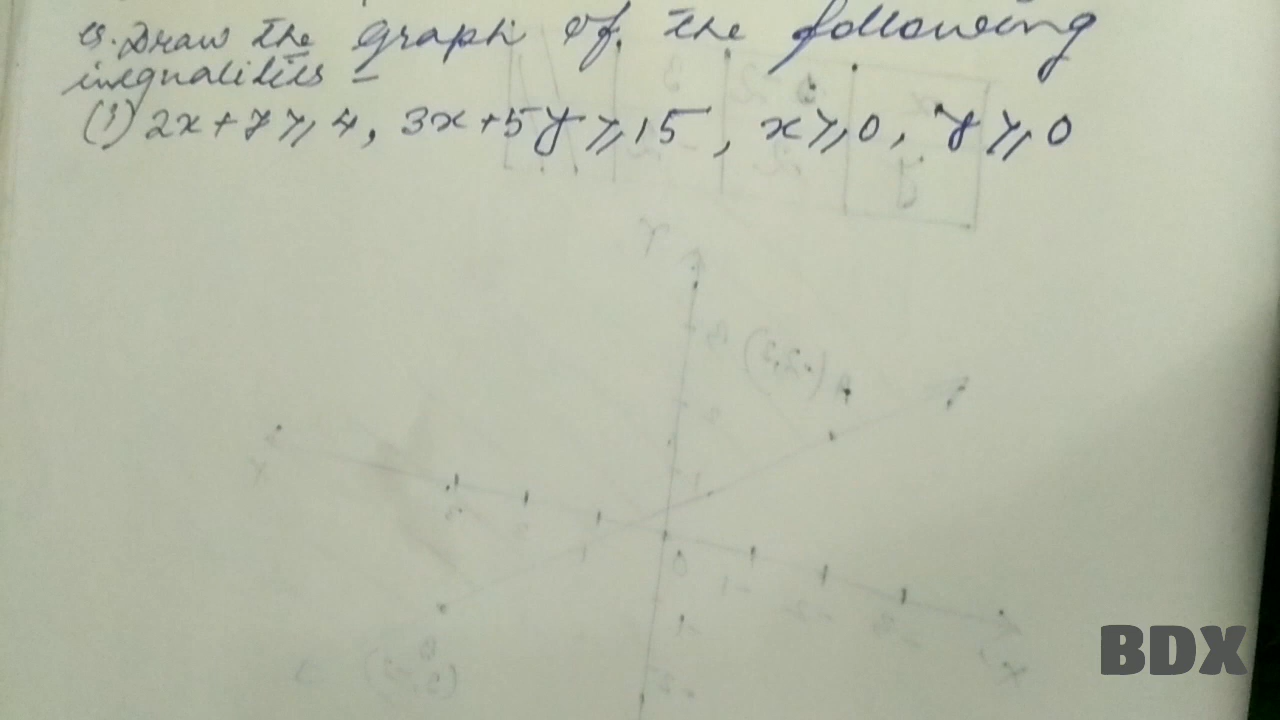 Q. Draw the graph of the following
inequalities -
(1) 2x + y ≥ 4, 3x + 5y ≥ 15, x ≥ 0, y ≥ 0
BDX